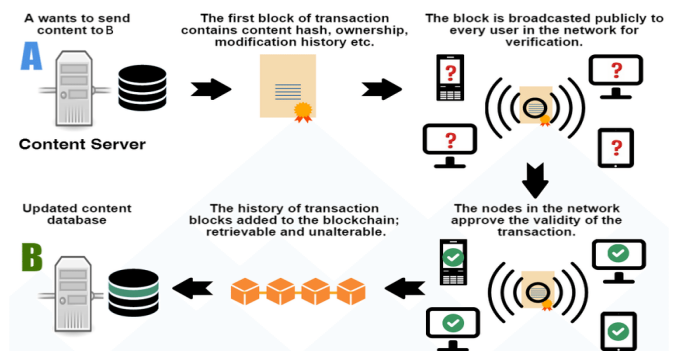 A wants to send
content to B
A
Content Server
The first block of transaction
contains content hash, ownership,
modification history etc.
The block is broadcasted publicly to
every user in the network for
verification.
?
?
?
?
The nodes in the network
approve the validity of the
transaction.
The history of transaction
blocks added to the blockchain;
retrievable and unalterable.
Updated content
database
B